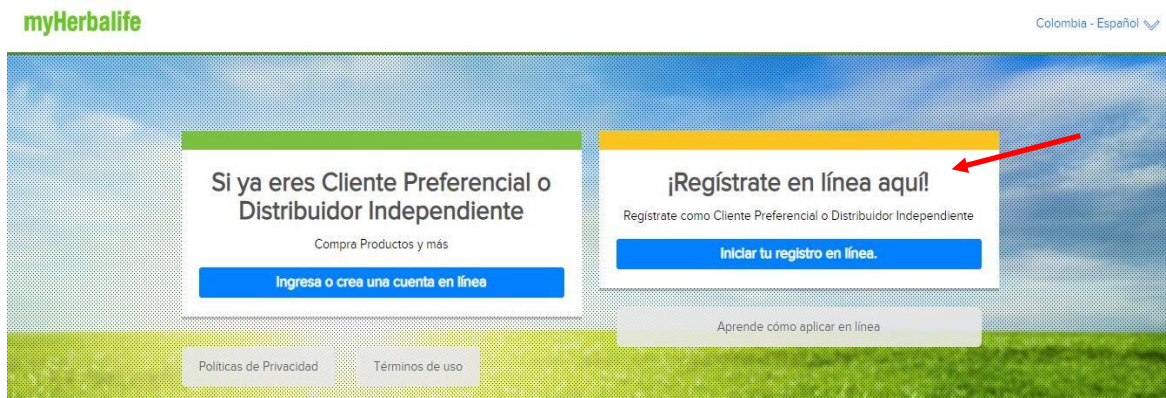 myHerbalife
Colombia - Español
Si ya eres Cliente Preferencial o
Distribuidor Independiente
Compra Productos y más
Ingresa o crea una cuenta en línea
Políticas de Privacidad
Términos de uso
¡Regístrate en línea aquí!
Regístrate como Cliente Preferencial o Distribuidor Independiente
Iniciar tu registro en línea.
Aprende cómo aplicar en línea